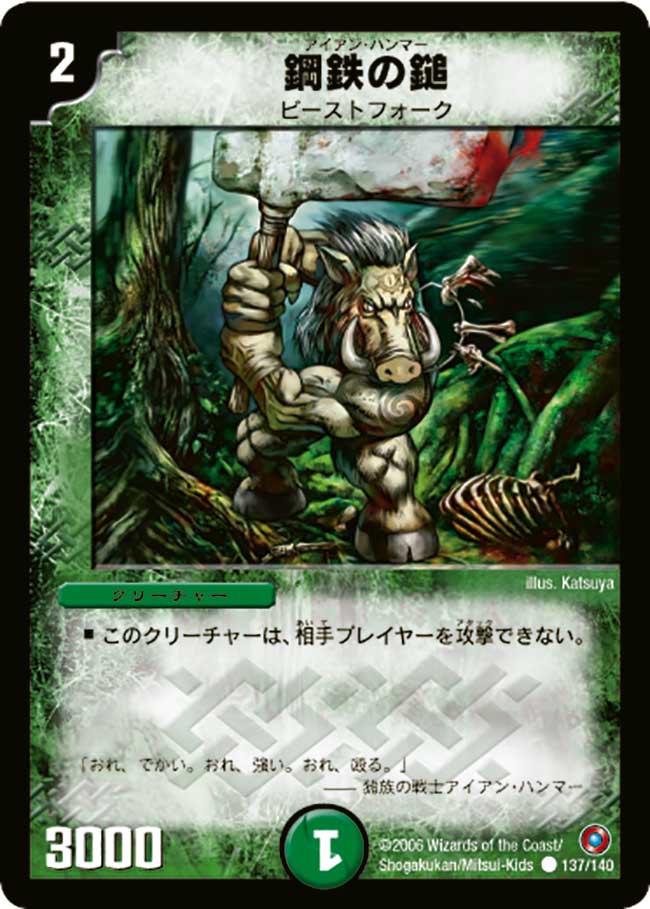 2
アイアン・ハンマー
鋼鉄の鎚
ビーストフォーク
illus. Katsuya
クリーチャー
■ このクリーチャーは、相手プレイヤーを攻撃できない。
「おれ、でかい。おれ、強い。おれ、殴る。」
―― 猪族の戦士アイアン・ハンマー
3000
1
©2006 Wizards of the Coast/
Shogakukan/Mitsui-Kids ● 137/140